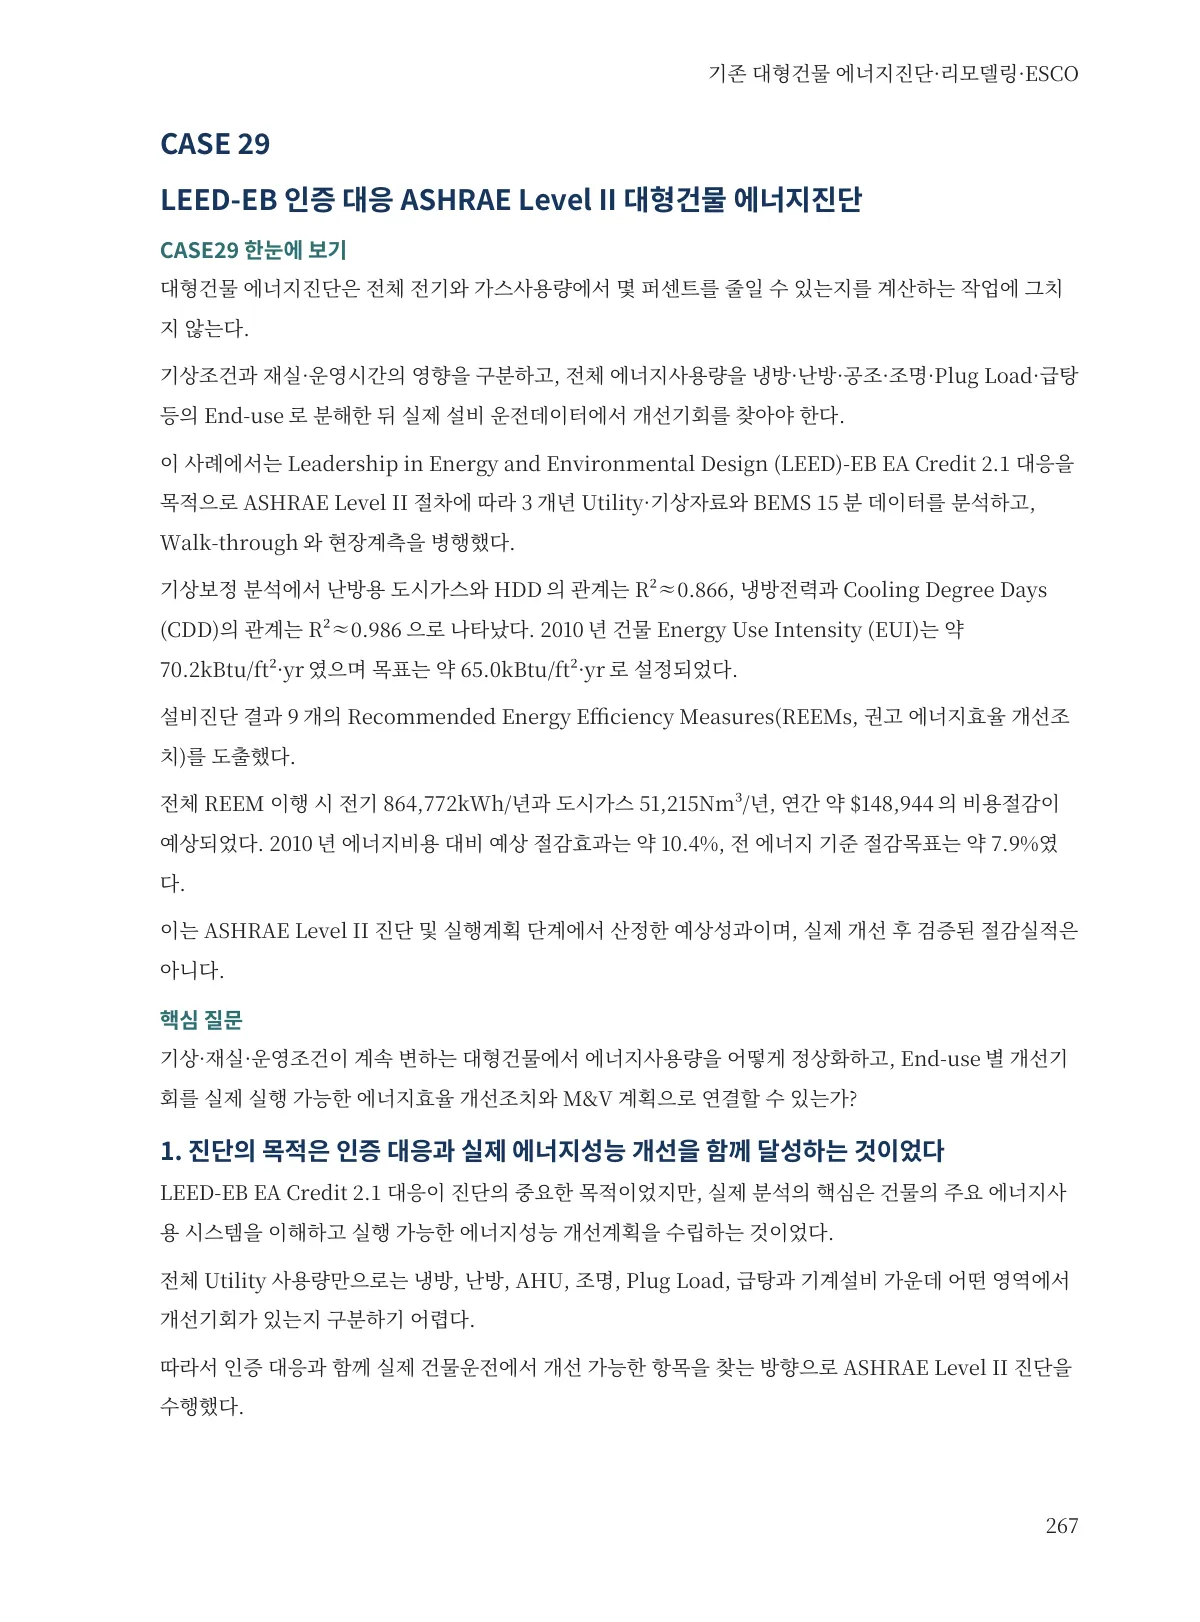 기존 대형건물 에너지진단·리모델링·ESCO
CASE 29
LEED-EB 인증 대응 ASHRAE Level II 대형건물 에너지진단
CASE29 한눈에 보기
대형건물 에너지진단은 전체 전기와 가스사용량에서 몇 퍼센트를 줄일 수 있는지를 계산하는 작업에 그치
지 않는다.
기상조건과 재실·운영시간의 영향을 구분하고, 전체 에너지사용량을 냉방·난방·공조·조명·Plug Load·급탕
등의 End-use 로 분해한 뒤 실제 설비 운전데이터에서 개선기회를 찾아야 한다.
이 사례에서는 Leadership in Energy and Environmental Design (LEED)-EB EA Credit 2.1 대응을
목적으로 ASHRAE Level II 절차에 따라 3 개년 Utility·기상자료와 BEMS 15 분 데이터를 분석하고,
Walk-through 와 현장계측을 병행했다.
기상보정 분석에서 난방용 도시가스와 HDD 의 관계는 R²≈0.866, 냉방전력과 Cooling Degree Days
(CDD)의 관계는 R²≈0.986 으로 나타났다. 2010 년 건물 Energy Use Intensity (EUI)는 약
70.2kBtu/ft²·yr 였으며 목표는 약 65.0kBtu/ft²·yr 로 설정되었다.
설비진단 결과 9 개의 Recommended Energy Efficiency Measures(REEMs, 권고 에너지효율 개선조
치)를 도출했다.
전체 REEM 이행 시 전기 864,772kWh/년과 도시가스 51,215Nm³/년, 연간 약 $148,944 의 비용절감이
예상되었다. 2010 년 에너지비용 대비 예상 절감효과는 약 10.4%, 전 에너지 기준 절감목표는 약 7.9%였
다.
이는 ASHRAE Level II 진단 및 실행계획 단계에서 산정한 예상성과이며, 실제 개선 후 검증된 절감실적은
아니다.
핵심 질문
기상·재실·운영조건이 계속 변하는 대형건물에서 에너지사용량을 어떻게 정상화하고, End-use 별 개선기
회를 실제 실행 가능한 에너지효율 개선조치와 M&V 계획으로 연결할 수 있는가?
1. 진단의 목적은 인증 대응과 실제 에너지성능 개선을 함께 달성하는 것이었다
LEED-EB EA Credit 2.1 대응이 진단의 중요한 목적이었지만, 실제 분석의 핵심은 건물의 주요 에너지사
용 시스템을 이해하고 실행 가능한 에너지성능 개선계획을 수립하는 것이었다.
전체 Utility 사용량만으로는 냉방, 난방, AHU, 조명, Plug Load, 급탕과 기계설비 가운데 어떤 영역에서
개선기회가 있는지 구분하기 어렵다.
따라서 인증 대응과 함께 실제 건물운전에서 개선 가능한 항목을 찾는 방향으로 ASHRAE Level II 진단을
수행했다.
267